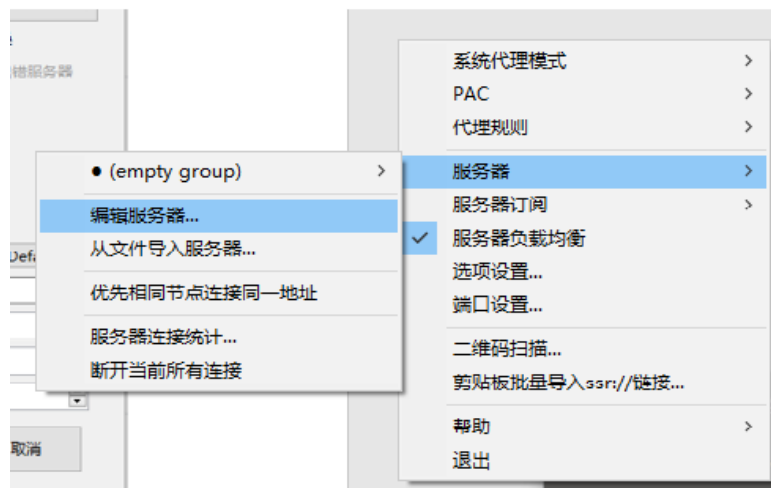 错服务器
Def
取消
● (empty group)
编辑服务器...
从文件导入服务器...
优先相同节点连接同一地址
服务器连接统计...
断开当前所有连接
系统代理模式
PAC
代理规则
服务器
服务器订阅
服务器负载均衡
选项设置...
端口设置...
二维码扫描...
剪贴板批量导入ssr://链接...
帮助
退出